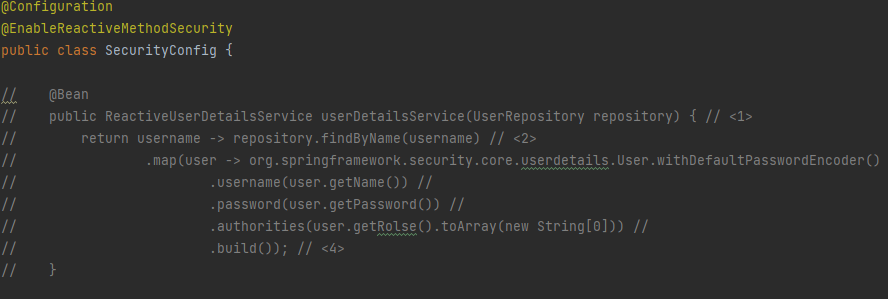 @Configuration
@EnableReactiveMethodSecurity
public class SecurityConfig {
//    @Bean
//    public ReactiveUserDetailsService userDetailsService(UserRepository repository) { // <1>
//        return username -> repository.findByName(username) // <2>
//                .map(user -> org.springframework.security.core.userdetails.User.withDefaultPasswordEncoder()
//                        .username(user.getName()) //
//                        .password(user.getPassword()) //
//                        .authorities(user.getRolse().toArray(new String[0])) //
//                        .build()); // <4>
//    }